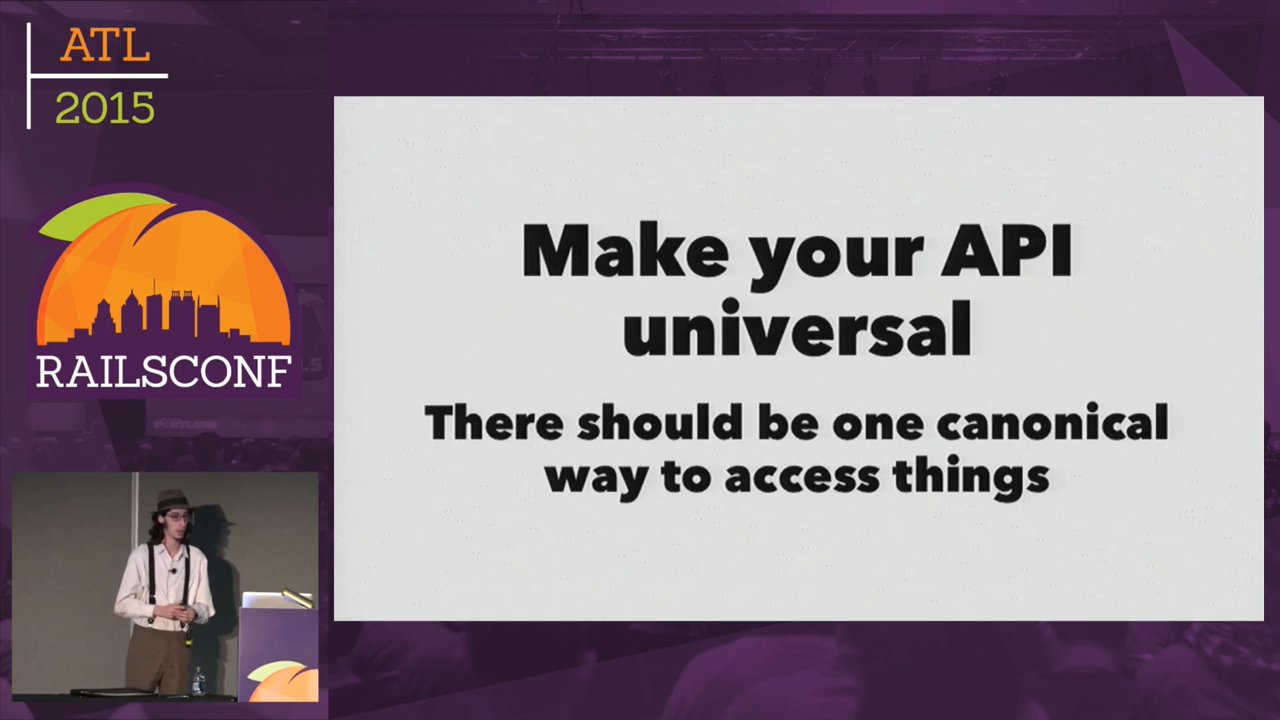 ATL
2015
RAILSCONF
Make your API
universal
There should be one canonical
way to access things